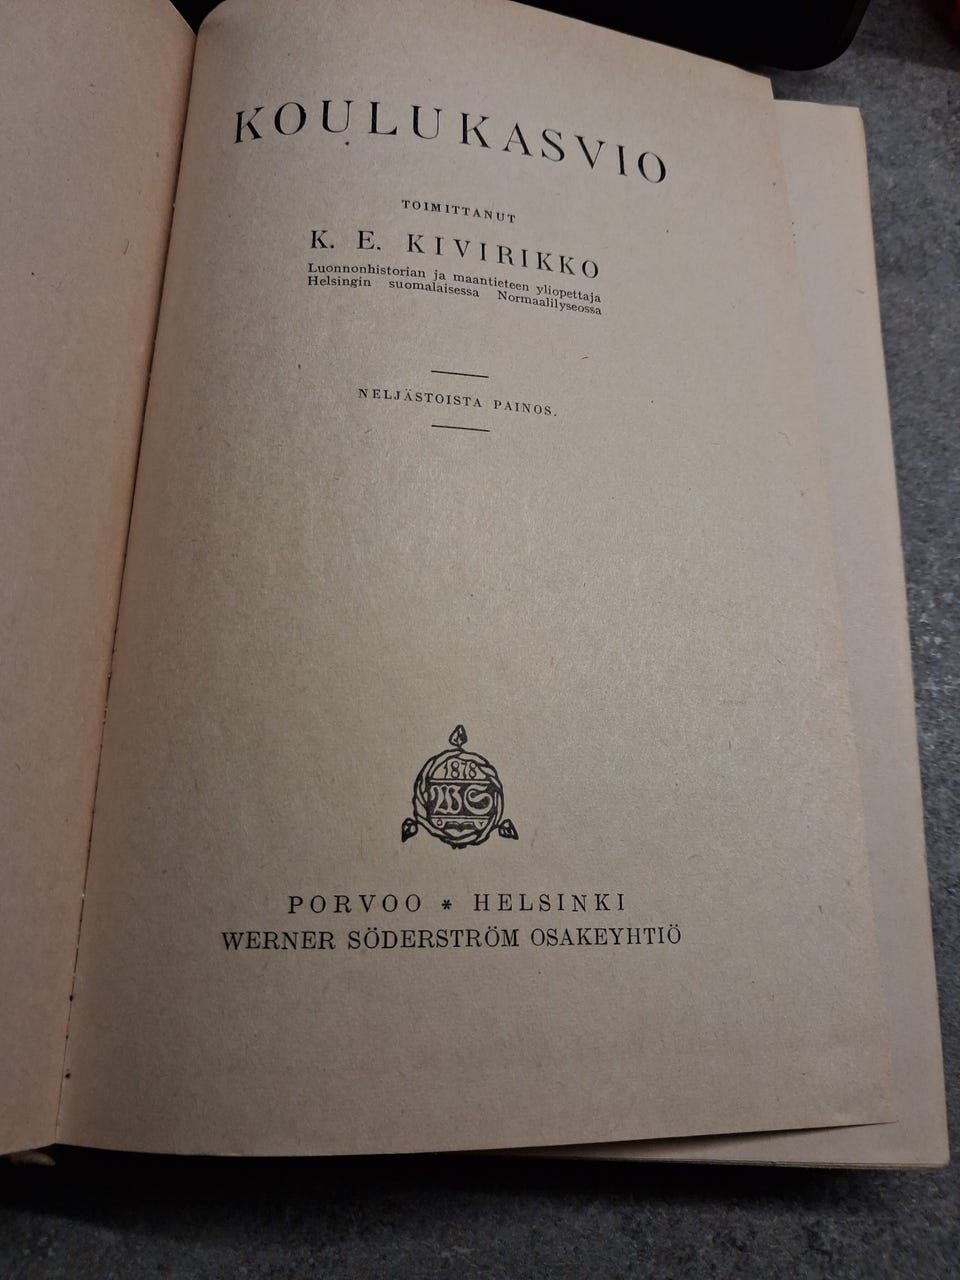 KOULUKASVIO
TOIMITTANUT
K. E. KIVIRIKKO
Luonnonhistorian ja maantieteen yliopettaja
Helsingin suomalaisessa Normaalilyseossa
NELJÄSTOISTA PAINOS.
1878
WS
O Y
PORVOO * HELSINKI
WERNER SÖDERSTRÖM OSAKEYHTIÖ